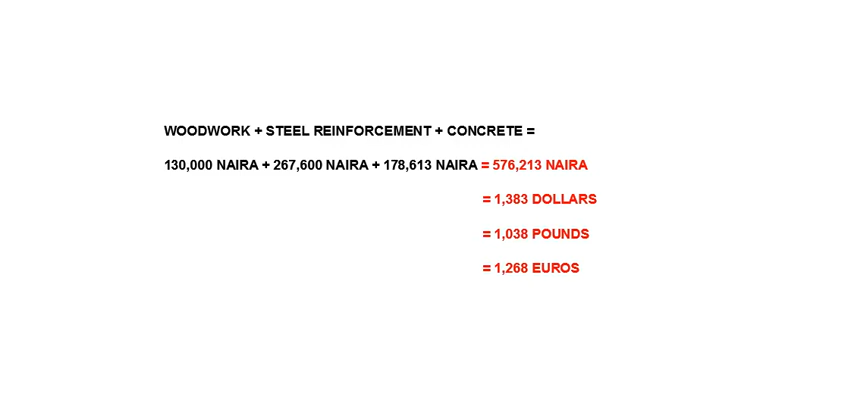 WOODWORK + STEEL REINFORCEMENT + CONCRETE =
130,000 NAIRA + 267,600 NAIRA + 178,613 NAIRA = 576,213 NAIRA
= 1,383 DOLLARS
= 1,038 POUNDS
= 1,268 EUROS